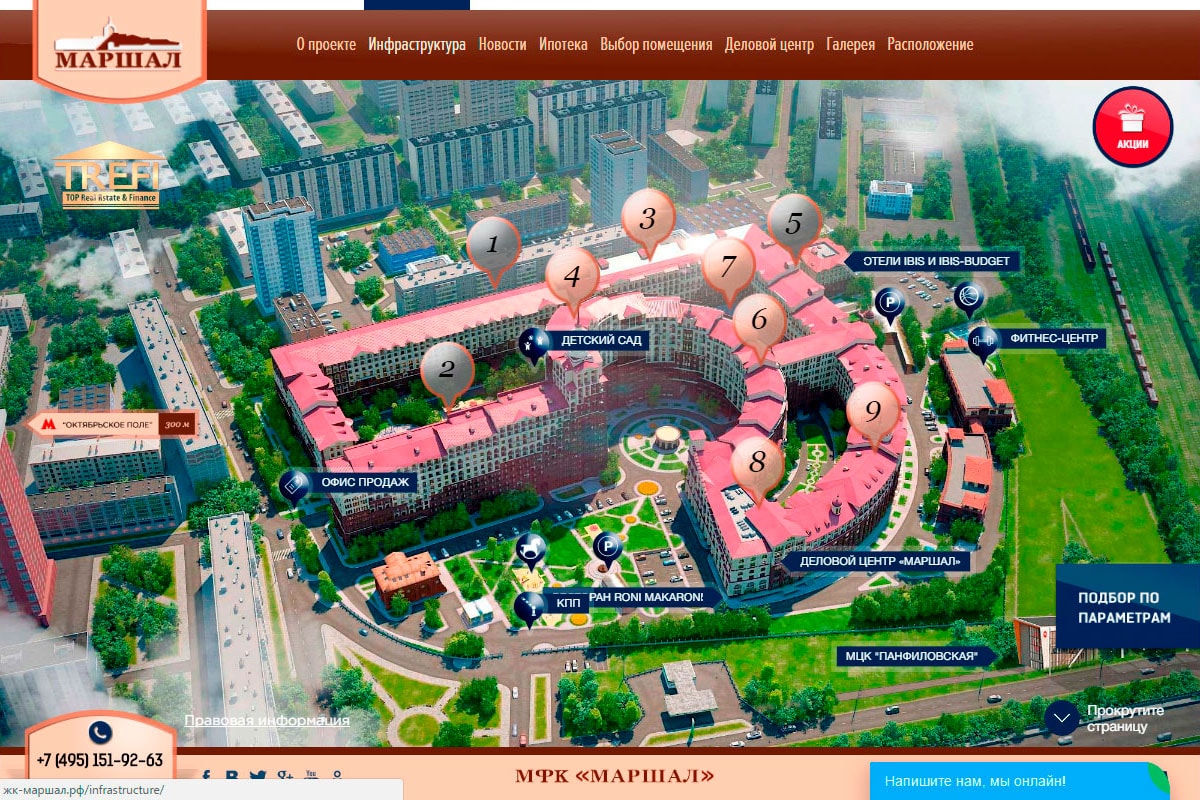 МАРШАЛ
О проекте Инфраструктура Новости Ипотека Выбор помещения Деловой центр Галерея Расположение
АКЦИИ
TREFI
TOP Real Estate & Finance
1
3
5
4
7
ОТЕЛИ IBIS И IBIS-BUDGET
P
6
ДЕТСКИЙ САД
ФИТНЕС-ЦЕНТР
2
9
М "ОКТЯБРЬСКОЕ ПОЛЕ" 300 м
8
ОФИС ПРОДАЖ
P
ДЕЛОВОЙ ЦЕНТР «МАРШАЛ»
КПП
РАН RONI MAKARONI
ПОДБОР ПО
ПАРАМЕТРАМ
МЦК "ПАНФИЛОВСКАЯ"
Правовая информация
Прокрутите
страницу
+7 (495) 151-92-63
МФК «МАРШАЛ»
Напишите нам, мы онлайн!
жк-маршал.рф/infrastructure/